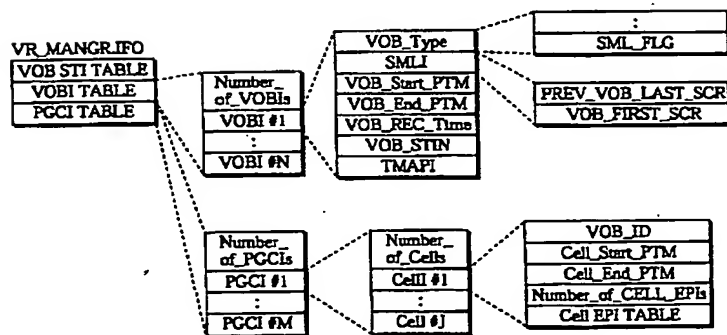 VR_MANGR.IFO
VOB STI TABLE
VOBI TABLE
PGCI TABLE
Number_
of_VOBIs
VOBI #1
:
VOBI #N
VOB_Type
SMLI
VOB_Start_PTM
VOB_End_PTM
VOB_REC_Time
VOB_STIN
TMAPI
:
SML_FLG
PREV_VOB_LAST_SCR
VOB_FIRST_SCR
Number_
of_PGCIs
PGCI #1
:
PGCI #M
Number_
of_Cells
CellI #1
:
Cell #J
VOB_ID
Cell_Start_PTM
Cell_End_PTM
Number_of_CELL_EPIs
Cell EPI TABLE